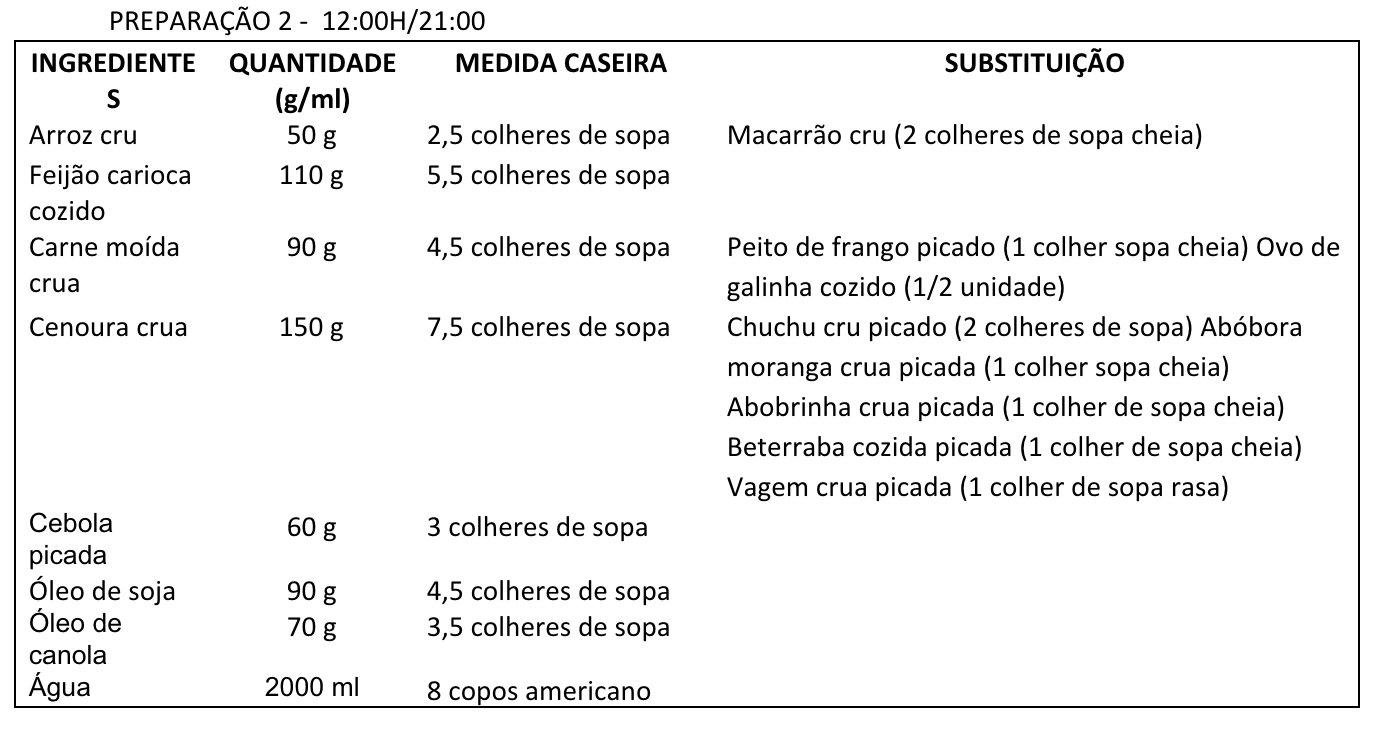 PREPARAÇÃO 2 -  12:00H/21:00
INGREDIENTE QUANTIDADE MEDIDA CASEIRA SUBSTITUIÇÃO
S (g/ml)
Arroz cru 50 g 2,5 colheres de sopa Macarrão cru (2 colheres de sopa cheia)
Feijão carioca 110 g 5,5 colheres de sopa
cozido
Carne moída 90 g 4,5 colheres de sopa Peito de frango picado (1 colher sopa cheia) Ovo de
crua galinha cozido (1/2 unidade)
Cenoura crua 150 g 7,5 colheres de sopa Chuchu cru picado (2 colheres de sopa) Abóbora
moranga crua picada (1 colher sopa cheia)
Abobrinha crua picada (1 colher de sopa cheia)
Beterraba cozida picada (1 colher de sopa cheia)
Vagem crua picada (1 colher de sopa rasa)
Cebola 60 g 3 colheres de sopa
picada
Óleo de soja 90 g 4,5 colheres de sopa
Óleo de 70 g 3,5 colheres de sopa
canola
Água 2000 ml 8 copos americano